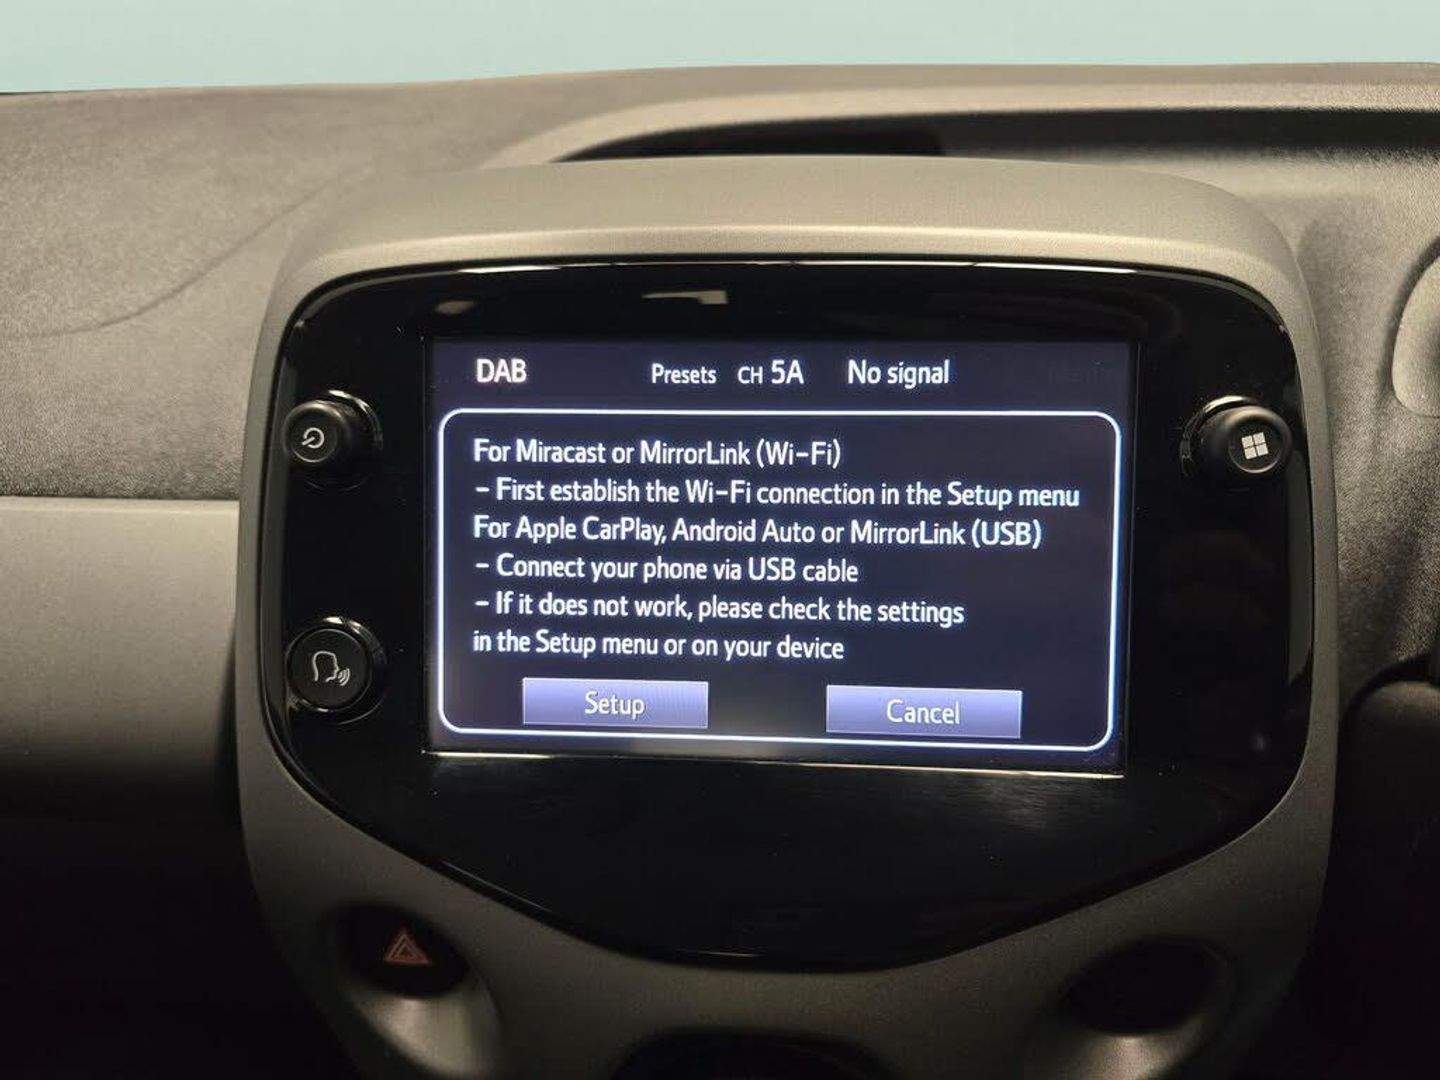 DAB Presets CH 5A No signal
For Miracast or MirrorLink (Wi-Fi)
- First establish the Wi-Fi connection in the Setup menu
For Apple CarPlay, Android Auto or MirrorLink (USB)
- Connect your phone via USB cable
- If it does not work, please check the settings
in the Setup menu or on your device
Setup Cancel